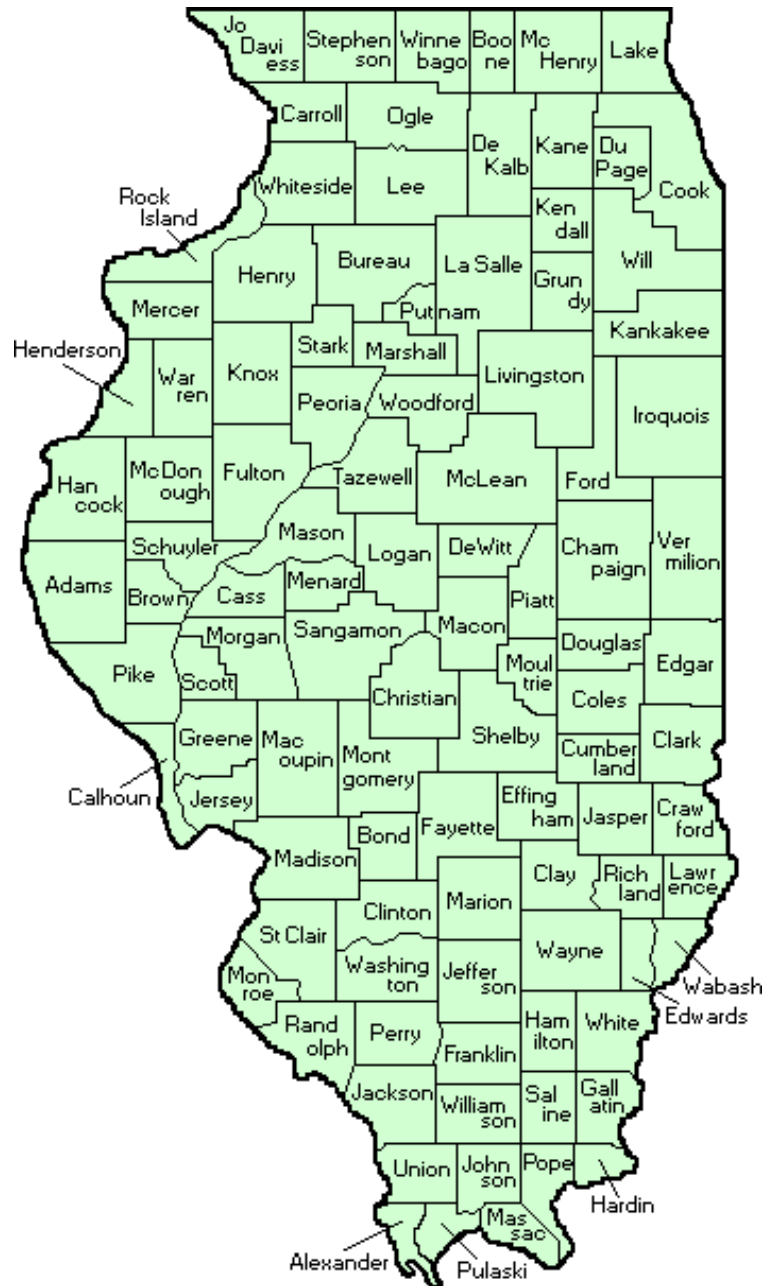 Jo
Davi
ess
Stephen
son
Winne
bago
Boo
ne
Mc
Henry
Lake
Carroll
Ogle
De
Kalb
Kane
Du
Page
Cook
Whiteside
Lee
Rock
Island
Ken
dall
Will
Henry
Bureau
La Salle
Grun
dy
Putnam
Mercer
Kankakee
Henderson
War
ren
Knox
Stark
Marshall
Livingston
Peoria
Woodford
Iroquois
Han
cock
McDon
ough
Fulton
Tazewell
McLean
Ford
Mason
Schuyler
Logan
DeWitt
Cham
paign
Ver
milion
Adams
Brown
Cass
Menard
Piatt
Morgan
Sangamon
Macon
Douglas
Edgar
Pike
Scott
Christian
Moul
trie
Coles
Greene
Mac
oupin
Mont
gomery
Shelby
Cumber
land
Clark
Calhoun
Jersey
Effing
ham
Jasper
Craw
ford
Bond
Fayette
Madison
Clay
Rich
land
Lawr
ence
Clinton
Marion
St Clair
Wayne
Washing
ton
Jeffer
son
Wabash
Edwards
Mon
roe
Rand
olph
Perry
Franklin
Ham
ilton
White
Jackson
William
son
Sal
ine
Gall
atin
Union
John
son
Pope
Hardin
Mas
sac
Alexander
Pulaski